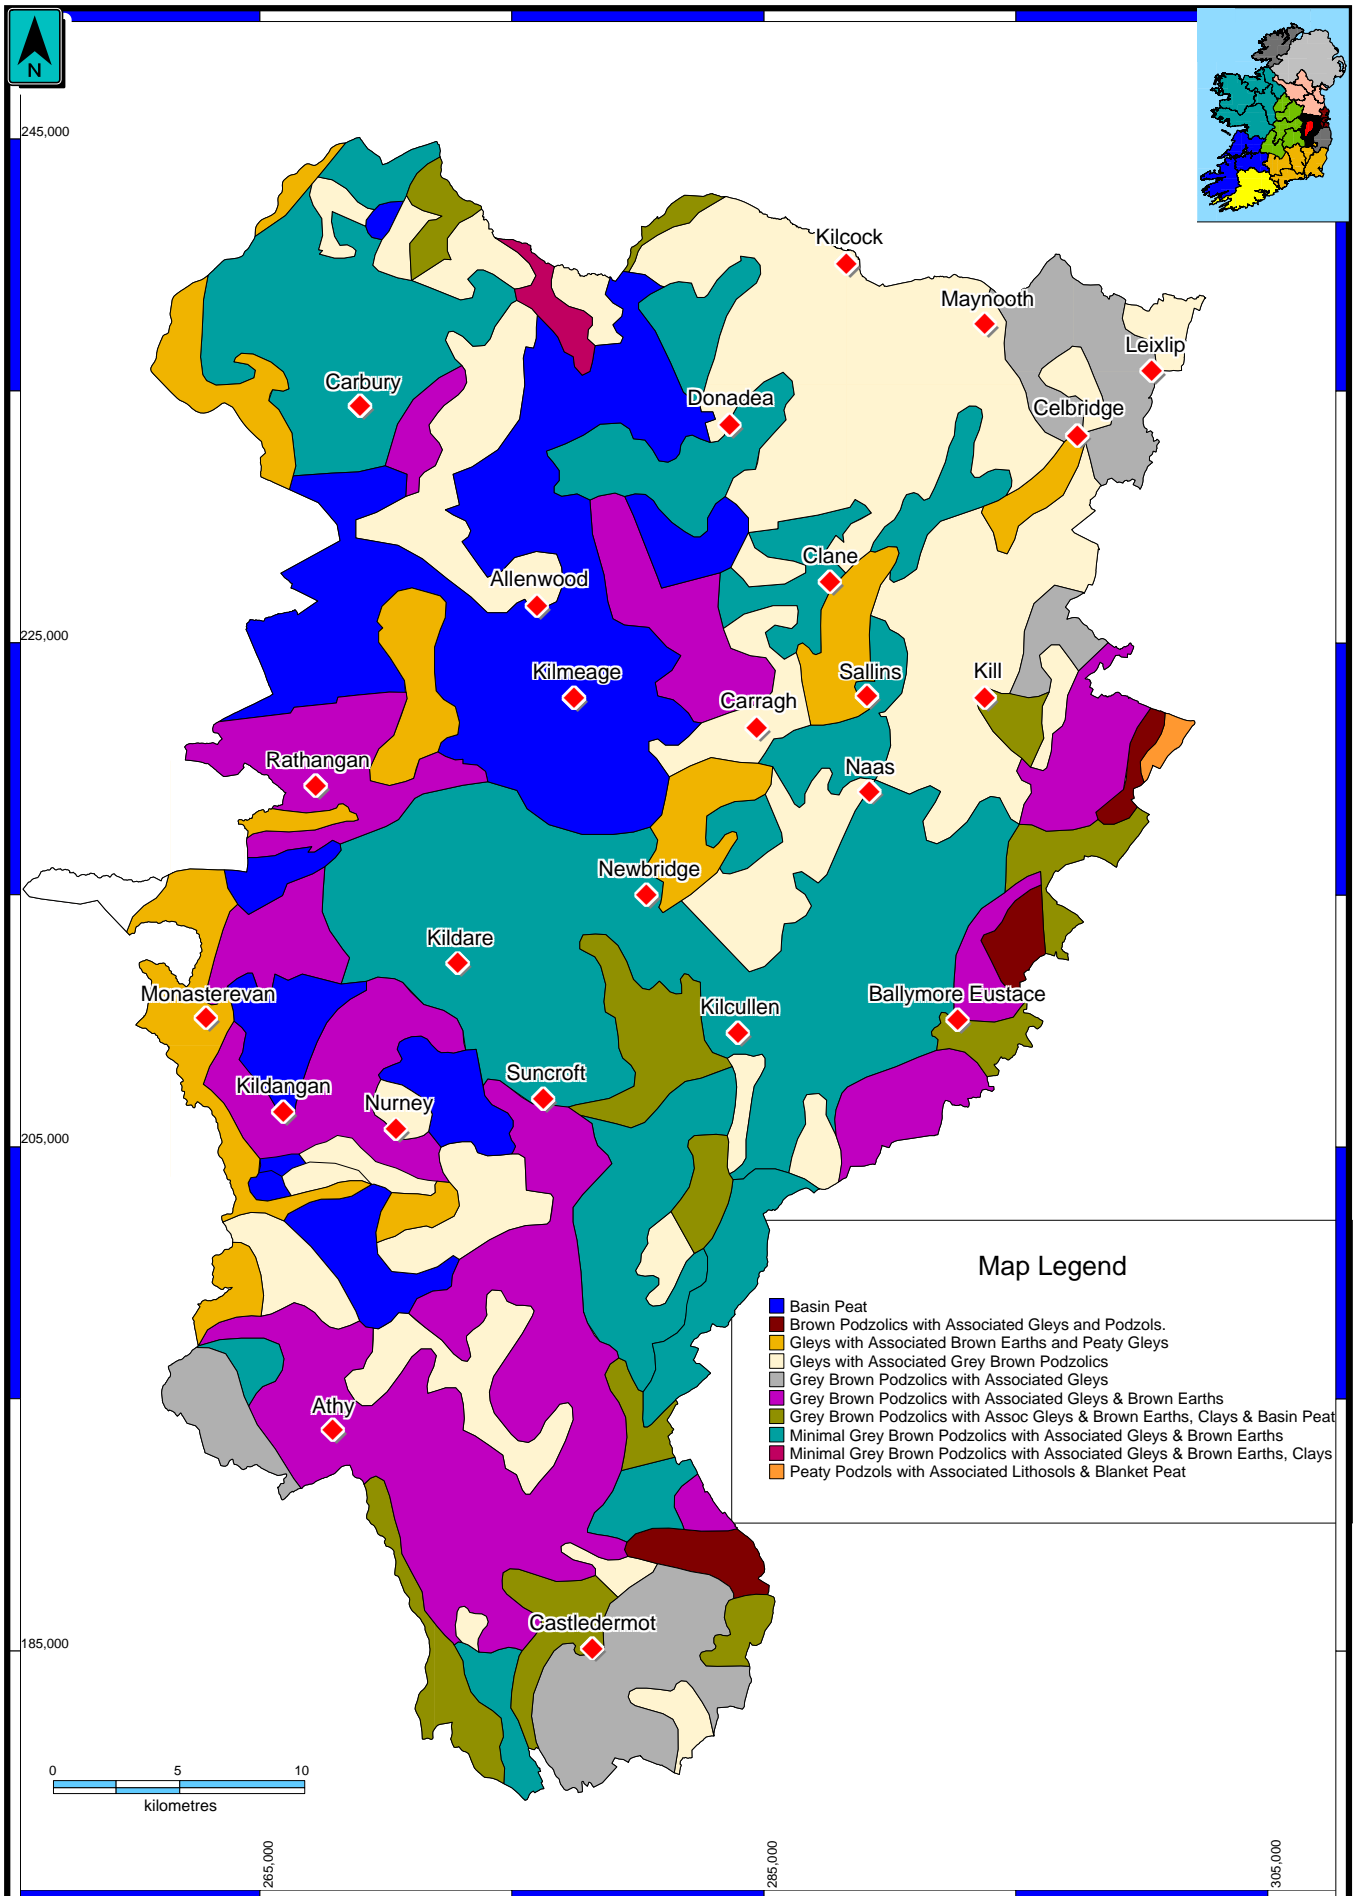 N
245,000
Kilcock
Maynooth
Leixlip
Carbury
Donadea
Celbridge
Clane
Allenwood
225,000
Kilmeage
Sallins
Kill
Carragh
Rathangan
Naas
Newbridge
Kildare
Monasterevan
Ballymore Eustace
Kilcullen
Suncroft
Kildangan
Nurney
205,000
Map Legend
Basin Peat
Brown Podzolics with Associated Gleys and Podzols.
Gleys with Associated Brown Earths and Peaty Gleys
Gleys with Associated Grey Brown Podzolics
Grey Brown Podzolics with Associated Gleys
Grey Brown Podzolics with Associated Gleys & Brown Earths
Grey Brown Podzolics with Assoc Gleys & Brown Earths, Clays & Basin Peat
Minimal Grey Brown Podzolics with Associated Gleys & Brown Earths
Minimal Grey Brown Podzolics with Associated Gleys & Brown Earths, Clays
Peaty Podzols with Associated Lithosols & Blanket Peat
Athy
Castledermot
185,000
0 5 10
kilometres
265,000
285,000
305,000